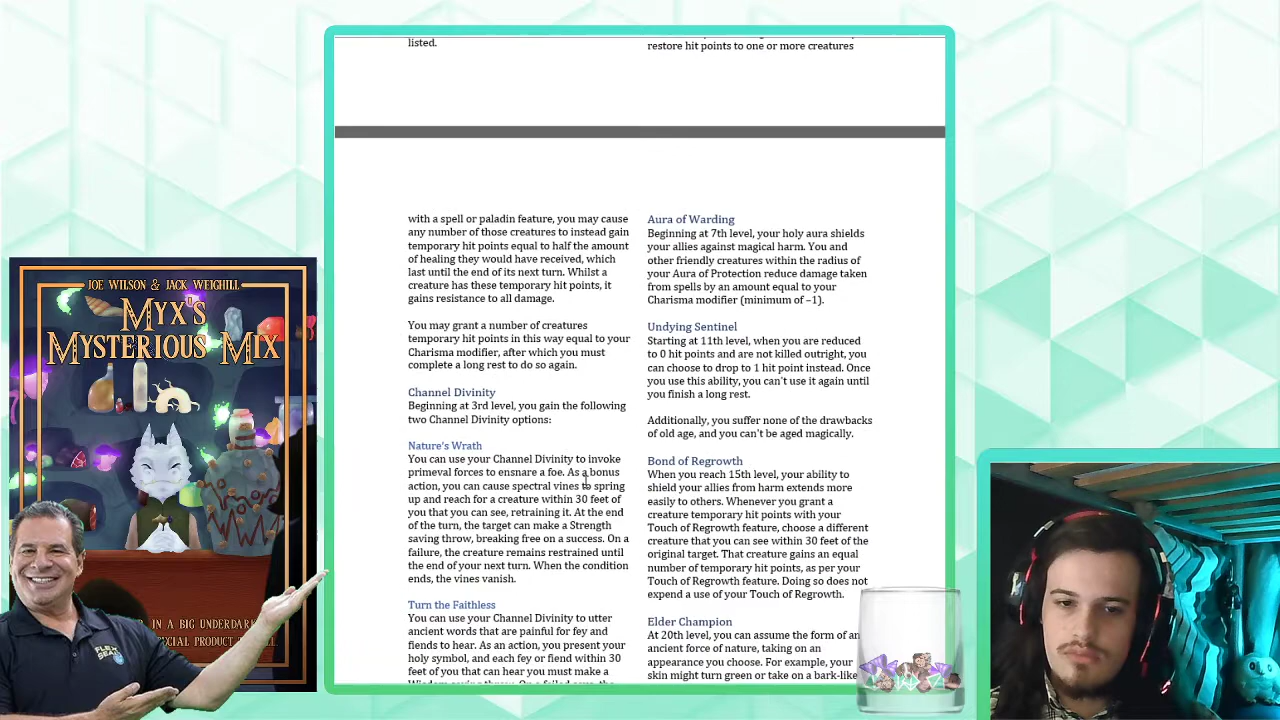 listed.
restore hit points to one or more creatures
with a spell or paladin feature, you may cause
any number of those creatures to instead gain
temporary hit points equal to half the amount
of healing they would have received, which
last until the end of its next turn. Whilst a
creature has these temporary hit points, it
gains resistance to all damage.
You may grant a number of creatures
temporary hit points in this way equal to your
Charisma modifier, after which you must
complete a long rest to do so again.
Channel Divinity
Beginning at 3rd level, you gain the following
two Channel Divinity options:
Nature's Wrath
You can use your Channel Divinity to invoke
primeval forces to ensnare a foe. As a bonus
action, you can cause spectral vines to spring
up and reach for a creature within 30 feet of
you that you can see, retraining it. At the end
of the turn, the target can make a Strength
saving throw, breaking free on a success. On a
failure, the creature remains restrained until
the end of your next turn. When the condition
ends, the vines vanish.
Turn the Faithless
You can use your Channel Divinity to utter
ancient words that are painful for fey and
fiends to hear. As an action, you present your
holy symbol, and each fey or fiend within 30
feet of you that can hear you must make a
Aura of Warding
Beginning at 7th level, your holy aura shields
your allies against magical harm. You and
other friendly creatures within the radius of
your Aura of Protection reduce damage taken
from spells by an amount equal to your
Charisma modifier (minimum of –1).
Undying Sentinel
Starting at 11th level, when you are reduced
to 0 hit points and are not killed outright, you
can choose to drop to 1 hit point instead. Once
you use this ability, you can't use it again until
you finish a long rest.
Additionally, you suffer none of the drawbacks
of old age, and you can't be aged magically.
Bond of Regrowth
When you reach 15th level, your ability to
shield your allies from harm extends more
easily to others. Whenever you grant a
creature temporary hit points with your
Touch of Regrowth feature, choose a different
creature that you can see within 30 feet of the
original target. That creature gains an equal
number of temporary hit points, as per your
Touch of Regrowth feature. Doing so does not
expend a use of your Touch of Regrowth.
Elder Champion
At 20th level, you can assume the form of an
ancient force of nature, taking on an
appearance you choose. For example, your
skin might turn green or take on a bark-like
JOE WILSON & JACK WEIGHILL
MYX'S
MYSTERIOUS MIX
IN A BIG UNDERDARK
PRODUCT
FLEX
SEAL